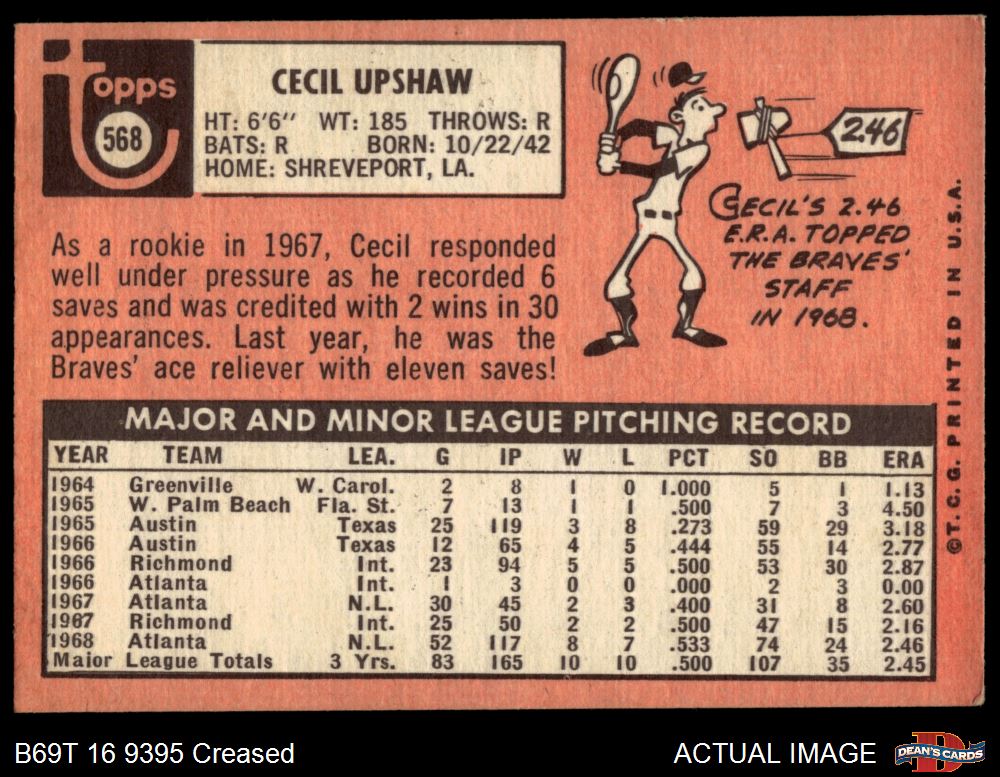 Topps
568
CECIL UPSHAW
HT: 6'6" WT: 185 THROWS: R
BATS: R BORN: 10/22/42
HOME: SHREVEPORT, LA.
As a rookie in 1967, Cecil responded
well under pressure as he recorded 6
saves and was credited with 2 wins in 30
appearances. Last year, he was the
Braves' ace reliever with eleven saves!
2.46
CECIL'S 2.46
E.R.A. TOPPED
THE BRAVES'
STAFF
IN 1968.
MAJOR AND MINOR LEAGUE PITCHING RECORD
YEAR TEAM LEA. G IP W L PCT SO BB ERA
1964 Greenville W. Carol. 2 8 1 0 1.000 5 1 1.13
1965 W. Palm Beach Fla. St. 7 13 1 1 .500 7 3 4.50
1965 Austin Texas 25 119 3 8 .273 59 29 3.18
1966 Austin Texas 12 65 4 5 .444 55 14 2.77
1966 Richmond Int. 23 94 5 5 .500 53 30 2.87
1966 Atlanta Int. 1 3 0 0 .000 2 3 0.00
1967 Atlanta N.L. 30 45 2 3 .400 31 8 2.60
1967 Richmond Int. 25 50 2 2 .500 47 15 2.16
1968 Atlanta N.L. 52 117 8 7 .533 74 24 2.46
Major League Totals 3 Yrs. 83 165 10 10 .500 107 35 2.45
©T.C.G. PRINTED IN U.S.A.
B69T 16 9395 Creased
ACTUAL IMAGE
DEAN'S CARDS